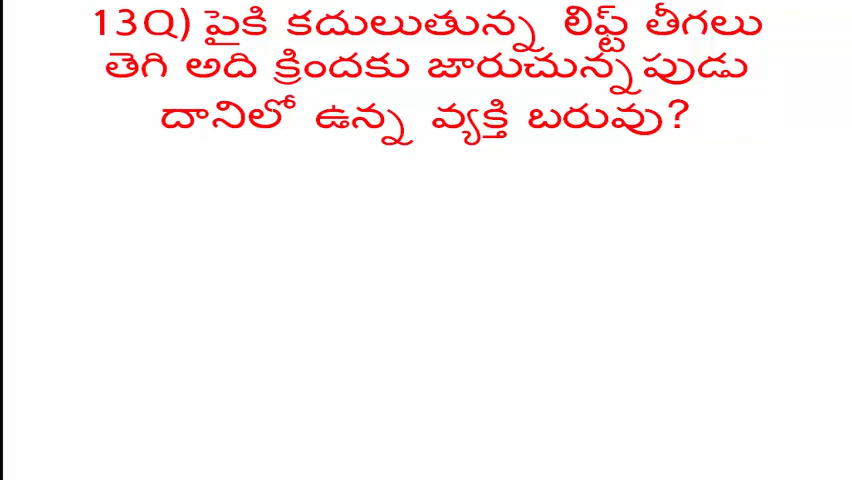 13Q) పైకి కదులుతున్న లిఫ్ట్ తీగలు
తెగి అది క్రిందకు జారుచున్నపుడు
దానిలో ఉన్న వ్యక్తి బరువు?